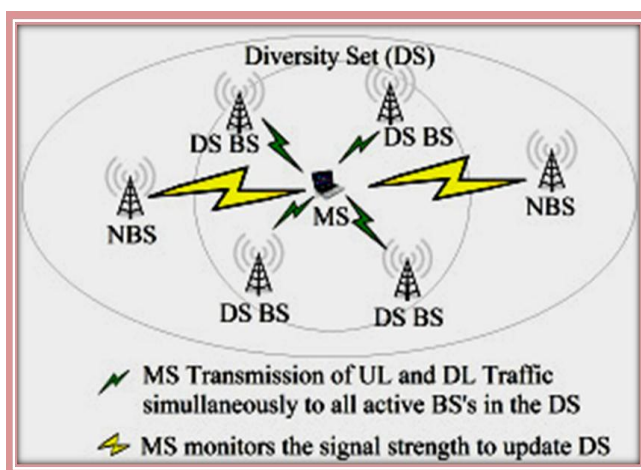 Diversity Set (DS)
DS BS
DS BS
NBS
MS
NBS
DS BS
DS BS
MS Transmission of UL and DL Traffic
simultaneously to all active BS's in the DS
MS monitors the signal strength to update DS